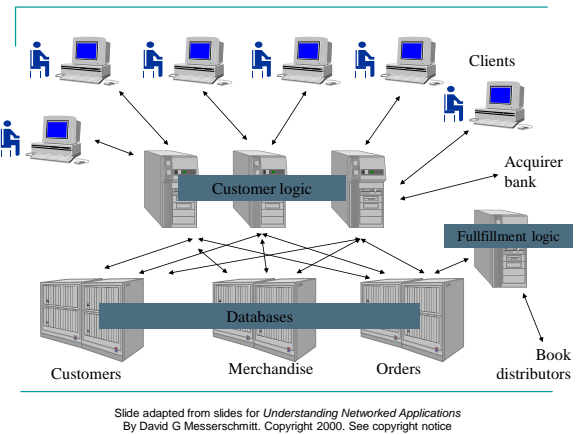 Clients
Customer logic
Acquirer
bank
Fullfillment logic
Databases
Customers
Merchandise
Orders
Book
distributors
Slide adapted from slides for Understanding Networked Applications
By David G Messerschmitt. Copyright 2000. See copyright notice